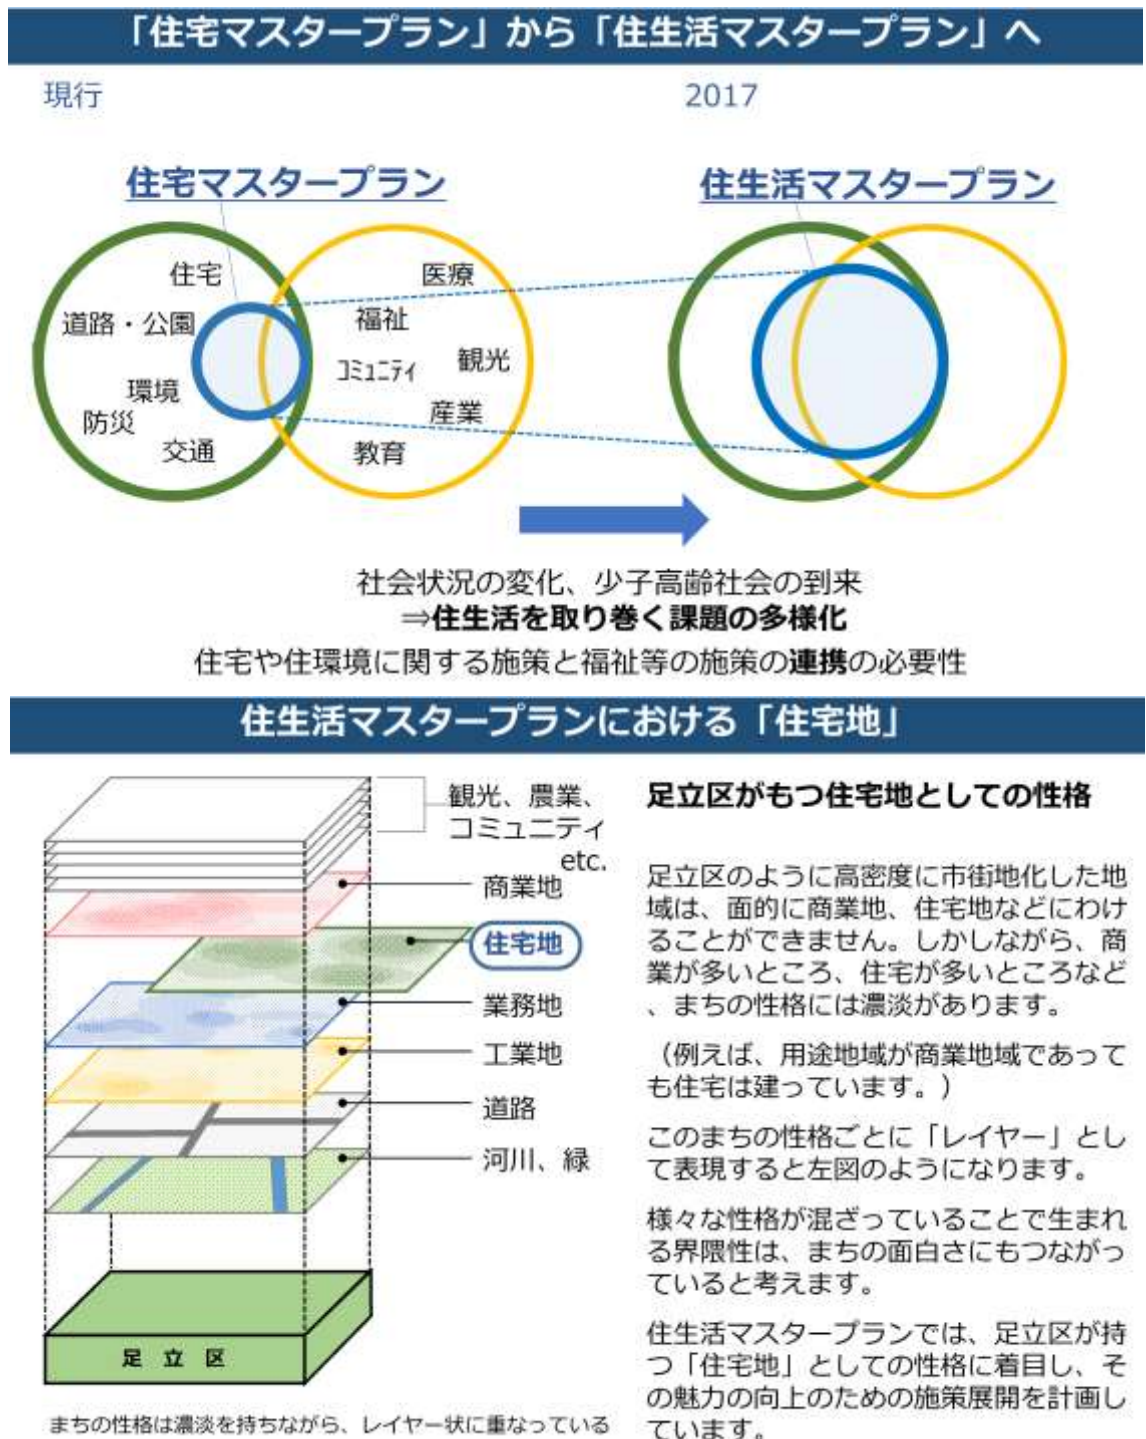 「住宅マスタープラン」から「住生活マスタープラン」へ
現行
2017
住宅マスタープラン
住生活マスタープラン
住宅
医療
道路・公園
福祉
ｺﾐｭﾆﾃｨ
観光
環境
防災
産業
交通
教育
社会状況の変化、少子高齢社会の到来
⇒住生活を取り巻く課題の多様化
住宅や住環境に関する施策と福祉等の施策の連携の必要性
住生活マスタープランにおける「住宅地」
観光、農業、
コミュニティ
etc.
商業地
住宅地
業務地
工業地
道路
河川、緑
足 立 区
まちの性格は濃淡を持ちながら、レイヤー状に重なっている
足立区がもつ住宅地としての性格
足立区のように高密度に市街地化した地
域は、面的に商業地、住宅地などにわけ
ることができません。しかしながら、商
業が多いところ、住宅が多いところなど
、まちの性格には濃淡があります。
（例えば、用途地域が商業地域であって
も住宅は建っています。）
このまちの性格ごとに「レイヤー」とし
て表現すると左図のようになります。
様々な性格が混ざっていることで生まれ
る界隈性は、まちの面白さにもつながっ
ていると考えます。
住生活マスタープランでは、足立区が持
つ「住宅地」としての性格に着目し、そ
の魅力の向上のための施策展開を計画し
ています。